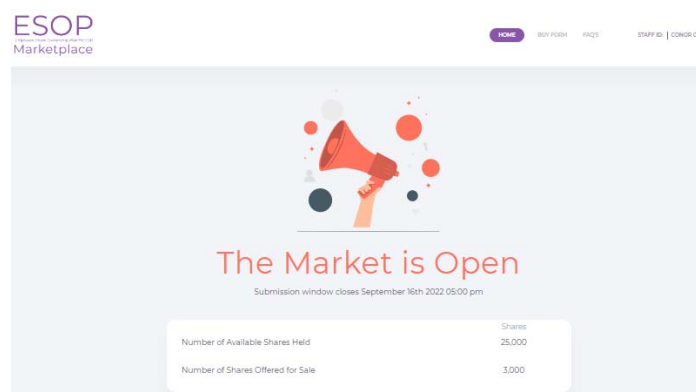 ESOP
Marketplace
HOME BUY FORM FAQ'S STAFF ID: | CONOR
The Market is Open
Submission window closes September 16th 2022 05:00 pm
Shares
Number of Available Shares Held 25,000
Number of Shares Offered for Sale 3,000